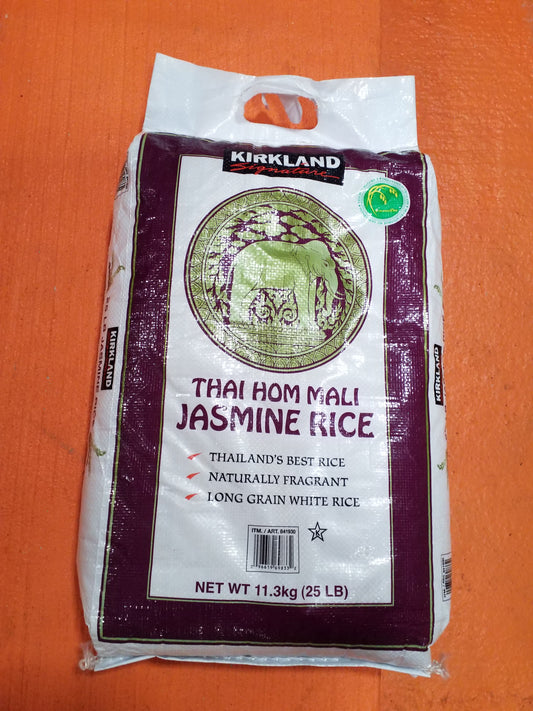 KIRKLAND
Signature
THAI HOM MALI
JASMINE RICE
THAILAND'S BEST RICE
NATURALLY FRAGRANT
LONG GRAIN WHITE RICE
ITM. / ART. 841930
K
NET WT 11.3kg (25 LB)
KIRKLAND
KIRKLAND